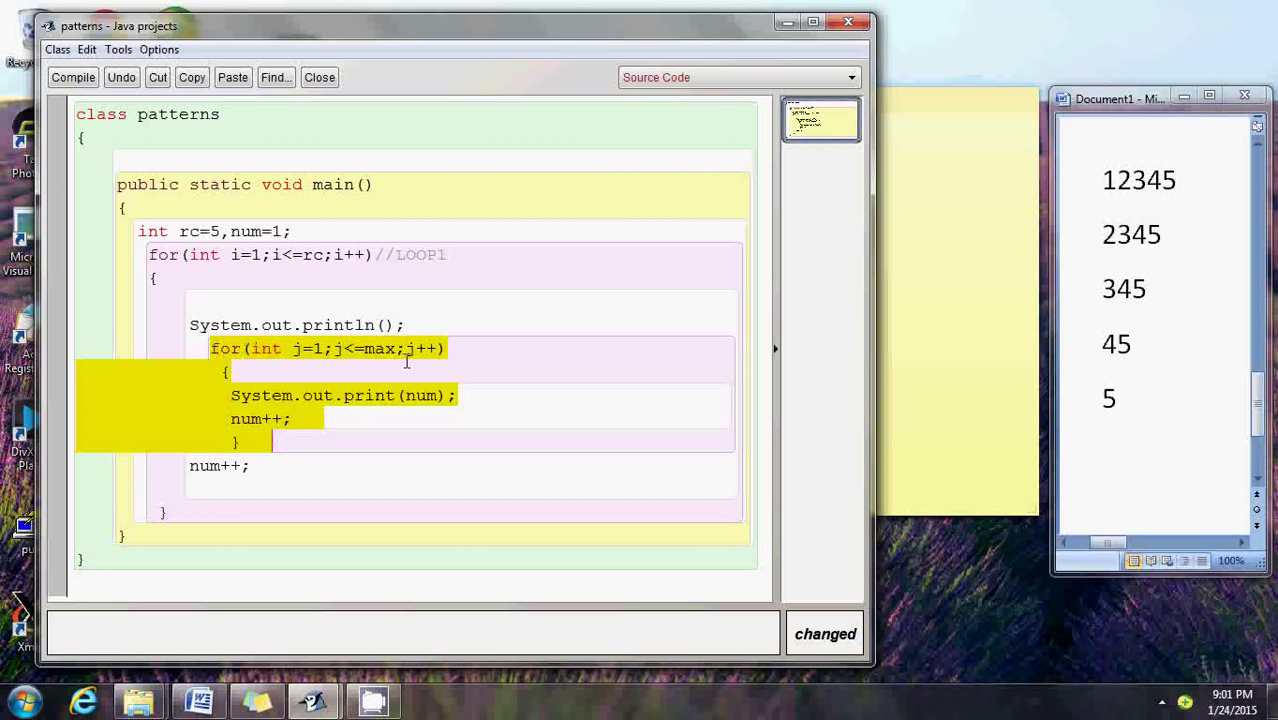 patterns - Java projects
Class Edit Tools Options
Compile Undo Cut Copy Paste Find... Close Source Code
class patterns
{
public static void main()
{
int rc=5,num=1;
for(int i=1;i<=rc;i++)//LOOP1
{
System.out.println();
for(int j=1;j<=max;j++)
{
System.out.print(num);
num++;
}
num++;
}
}
}
changed
Document1 - Mi...
12345
2345
345
45
5
100%
9:01 PM
1/24/2015